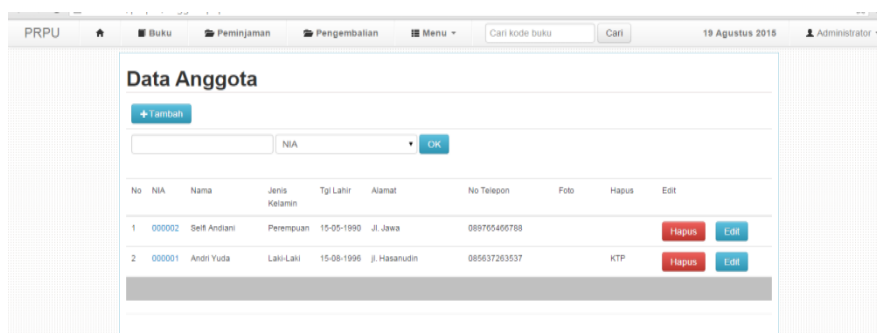 PRPU Buku Peminjaman Pengembalian Menu Cari kode buku Cari 19 Agustus 2015 Administrator
Data Anggota
+Tambah
NIA OK
No NIA Nama Jenis Kelamin Tgl Lahir Alamat No Telepon Foto Hapus Edit
1 000002 Selfi Andiani Perempuan 15-05-1990 Jl. Jawa 089765466788 Hapus Edit
2 000001 Andri Yuda Laki-Laki 15-08-1996 jl. Hasanudin 085637263537 KTP Hapus Edit